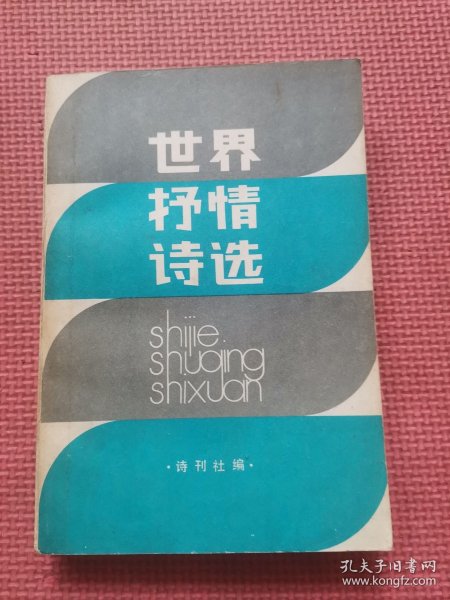 世界
抒情
诗选
shijie
shuqing
shixuan
·诗刊社编·
孔夫子旧书网
www.kongfz.com